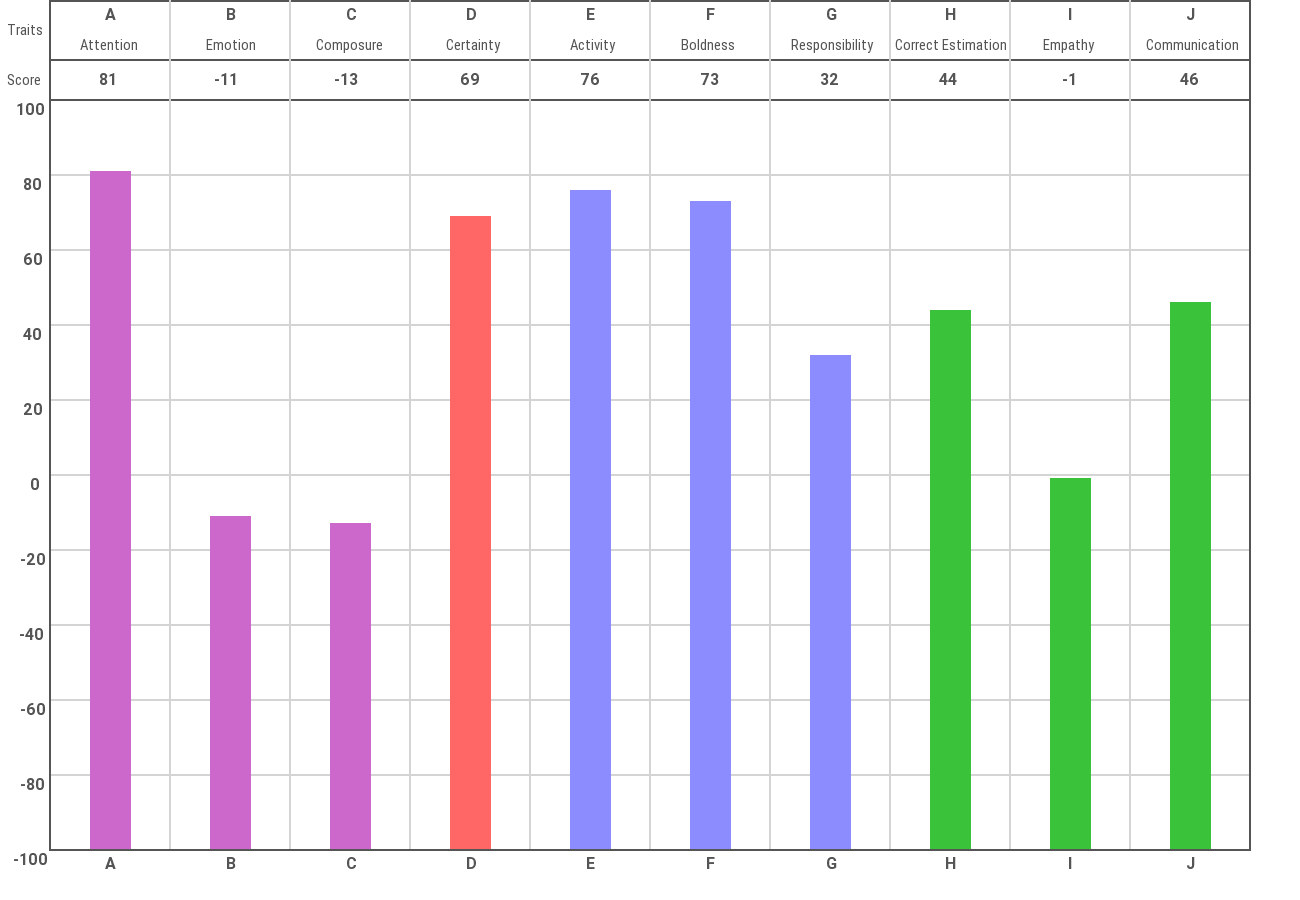 Traits A B C D E F G H I J
Attention Emotion Composure Certainty Activity Boldness Responsibility Correct Estimation Empathy Communication
Score 81 -11 -13 69 76 73 32 44 -1 46
100
80
60
40
20
0
-20
-40
-60
-80
-100
A B C D E F G H I J